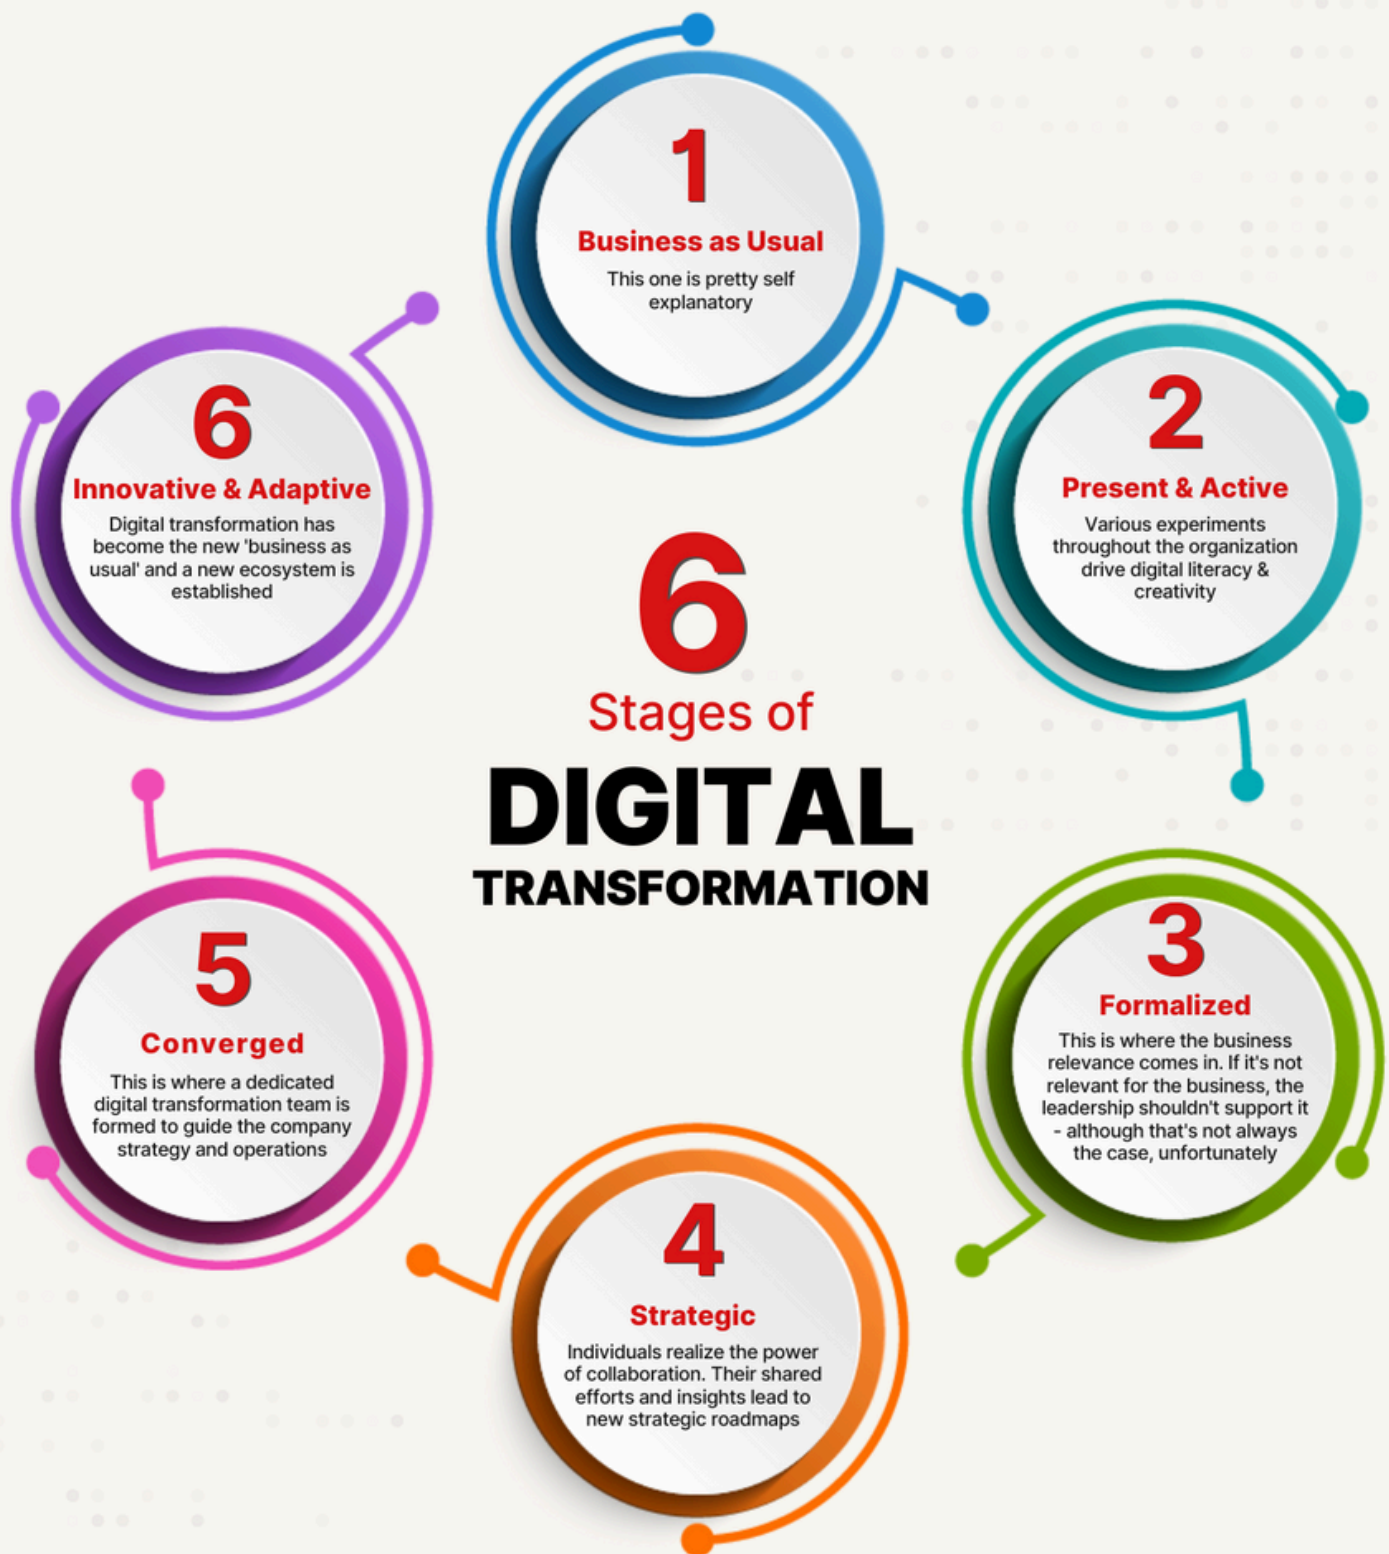 1
Business as Usual
This one is pretty self
explanatory
2
Present & Active
Various experiments
throughout the organization
drive digital literacy &
creativity
3
Formalized
This is where the business
relevance comes in. If it's not
relevant for the business, the
leadership shouldn't support it
- although that's not always
the case, unfortunately
4
Strategic
Individuals realize the power
of collaboration. Their shared
efforts and insights lead to
new strategic roadmaps
5
Converged
This is where a dedicated
digital transformation team is
formed to guide the company
strategy and operations
6
Innovative & Adaptive
Digital transformation has
become the new 'business as
usual' and a new ecosystem is
established
6
Stages of
DIGITAL
TRANSFORMATION